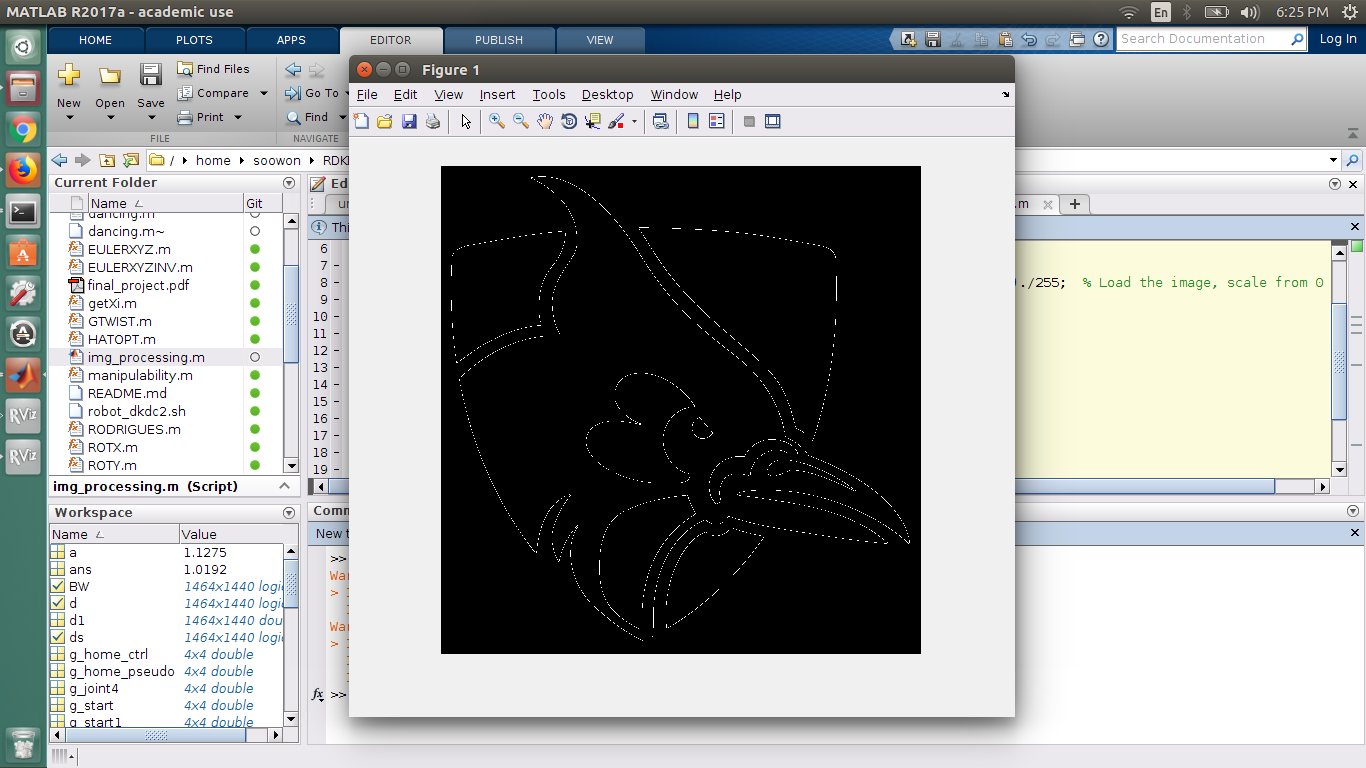 MATLAB R2017a - academic use
En
6:25 PM
HOME PLOTS APPS EDITOR PUBLISH VIEW
Search Documentation
Log In
New Open Save
Find Files
Compare
Print
Go To
Find
FILE NAVIGATE
/ home soowon
Current Folder
Name Git
dancing.m
dancing.m~
EULERXYZ.m
EULERXYZINV.m
final_project.pdf
getXi.m
GTWIST.m
HATOPT.m
img_processing.m
manipulability.m
README.md
robot_dkdc2.sh
RODRIGUES.m
ROTX.m
ROTY.m
img_processing.m (Script)
Workspace
Name Value
a 1.1275
ans 1.0192
BW 1464x1440 logi
d 1464x1440 logi
d1 1464x1440 dou
ds 1464x1440 logi
g_home_ctrl 4x4 double
g_home_pseudo 4x4 double
g_joint4 4x4 double
g_start 4x4 double
g_start1 4x4 double
Figure 1
File Edit View Insert Tools Desktop Window Help
.m
6
7 -
8 -
9 -
10 -
11 -
12 -
13 -
14 -
15 -
16 -
17 -
18 -
19 -
./255; % Load the image, scale from 0
New t
>>
War
>
War
>
fx >>
RViz
RViz